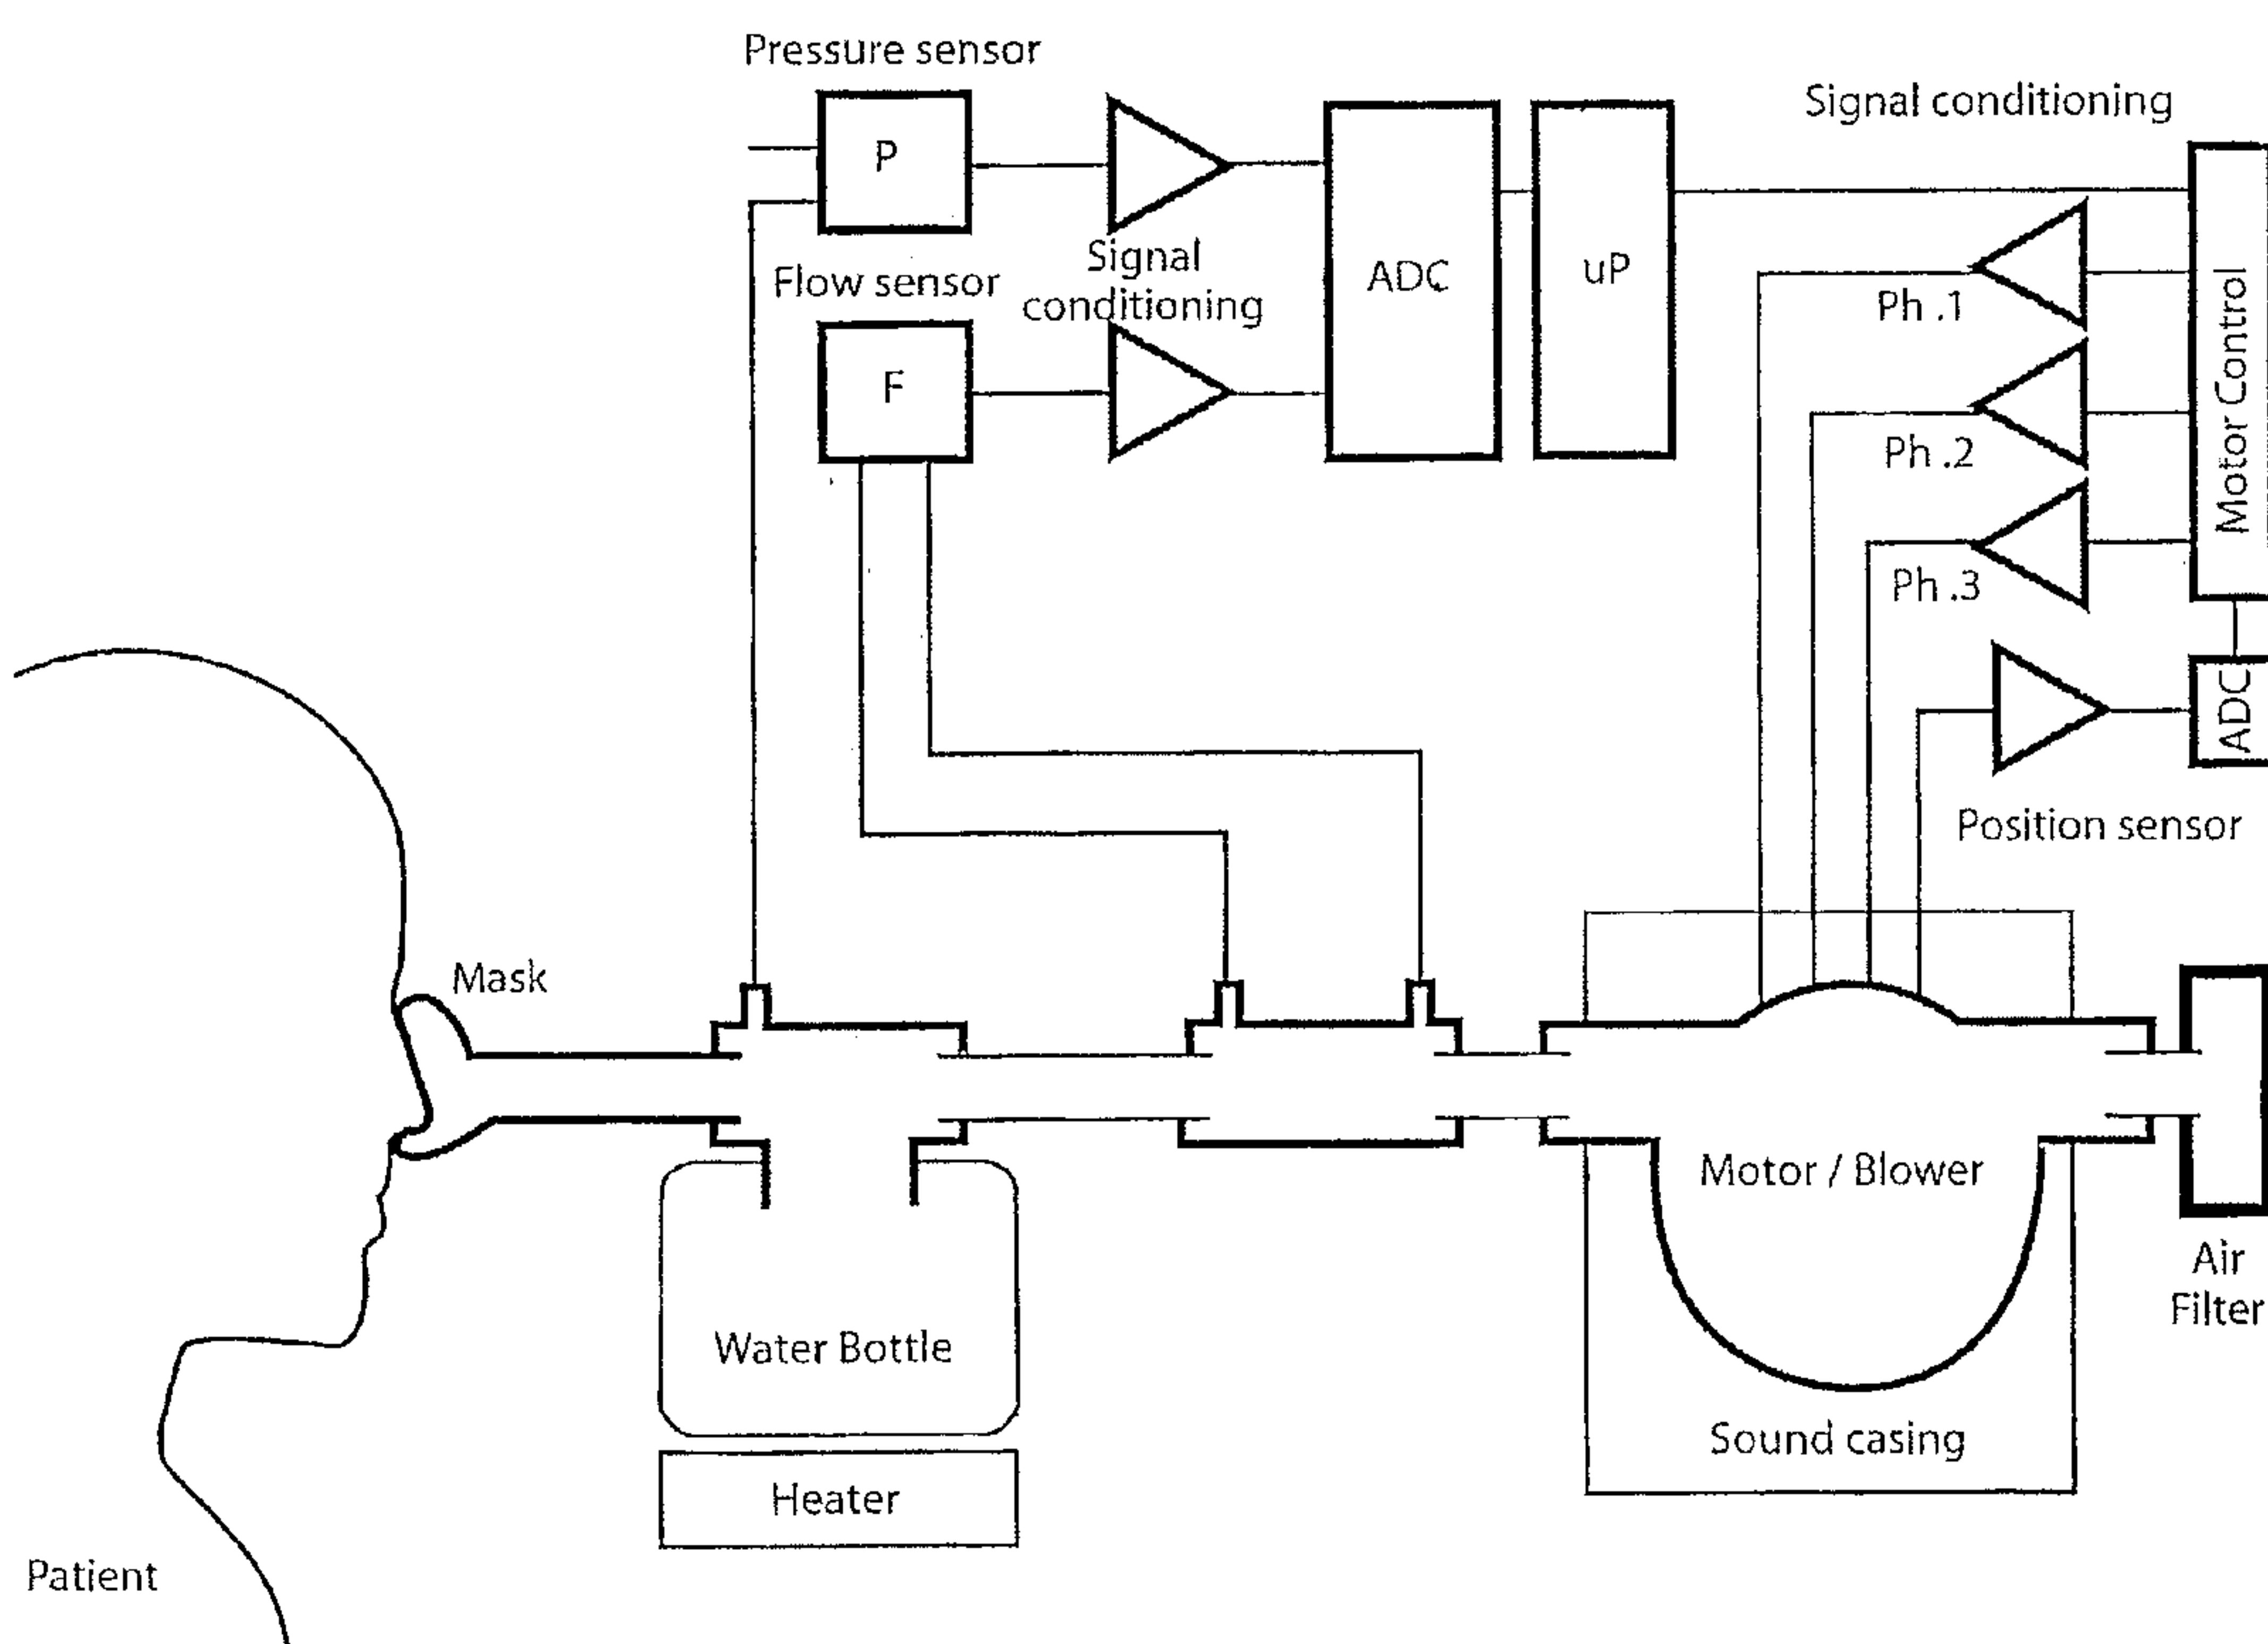 Pressure sensor
Signal conditioning
P
Signal
conditioning
Flow sensor
ADC
uP
F
Ph .1
Ph .2
Ph .3
Motor Control
ADC
Position sensor
Mask
Motor / Blower
Air
Filter
Water Bottle
Sound casing
Heater
Patient